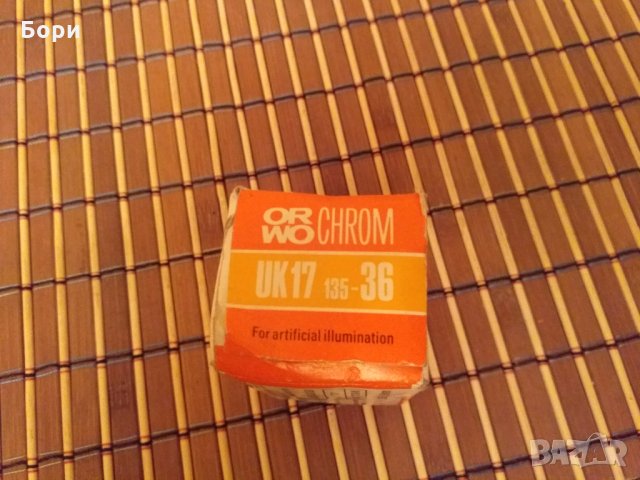 Бори
ORWO CHROM
UK17 135-36
For artificial illumination
BAZAR